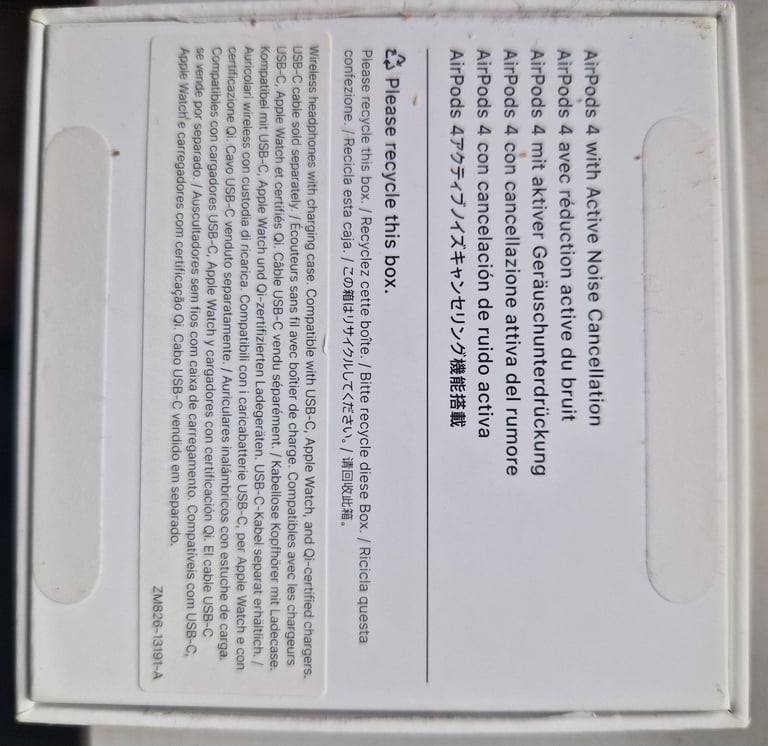 AirPods 4 with Active Noise Cancellation
AirPods 4 avec réduction active du bruit
AirPods 4 mit aktiver Geräuschunterdrückung
AirPods 4 con cancellazione attiva del rumore
AirPods 4 con cancelación de ruido activa
AirPods 4アクティブノイズキャンセリング機能搭載
Please recycle this box.
Please recycle this box. / Recyclez cette boîte. / Bitte recycle diese Box. / Ricicla questa
confezione. / Recicla esta caja. / この箱はリサイクルしてください。/ 请回收此箱。
Wireless headphones with charging case. Compatible with USB-C, Apple Watch, and Qi-certified chargers.
USB-C cable sold separately. / Écouteurs sans fil avec boîtier de charge. Compatibles avec les chargeurs
USB-C, Apple Watch et certifiés Qi. Câble USB-C vendu séparément. / Kabellose Kopfhörer mit Ladecase.
Kompatibel mit USB-C, Apple Watch und Qi-zertifizierten Ladegeräten. USB-C-Kabel separat erhältlich. /
Auricolari wireless con custodia di ricarica. Compatibili con i caricabatterie USB-C, per Apple Watch e con
certificazione Qi. Cavo USB-C venduto separatamente. / Auriculares inalámbricos con estuche de carga.
Compatibles con cargadores USB-C, Apple Watch y cargadores con certificación Qi. El cable USB-C
se vende por separado. / Auscultadores sem fios com caixa de carregamento. Compatíveis com USB-C,
Apple Watch e carregadores com certificação Qi. Cabo USB-C vendido em separado.
ZM826-13191-A